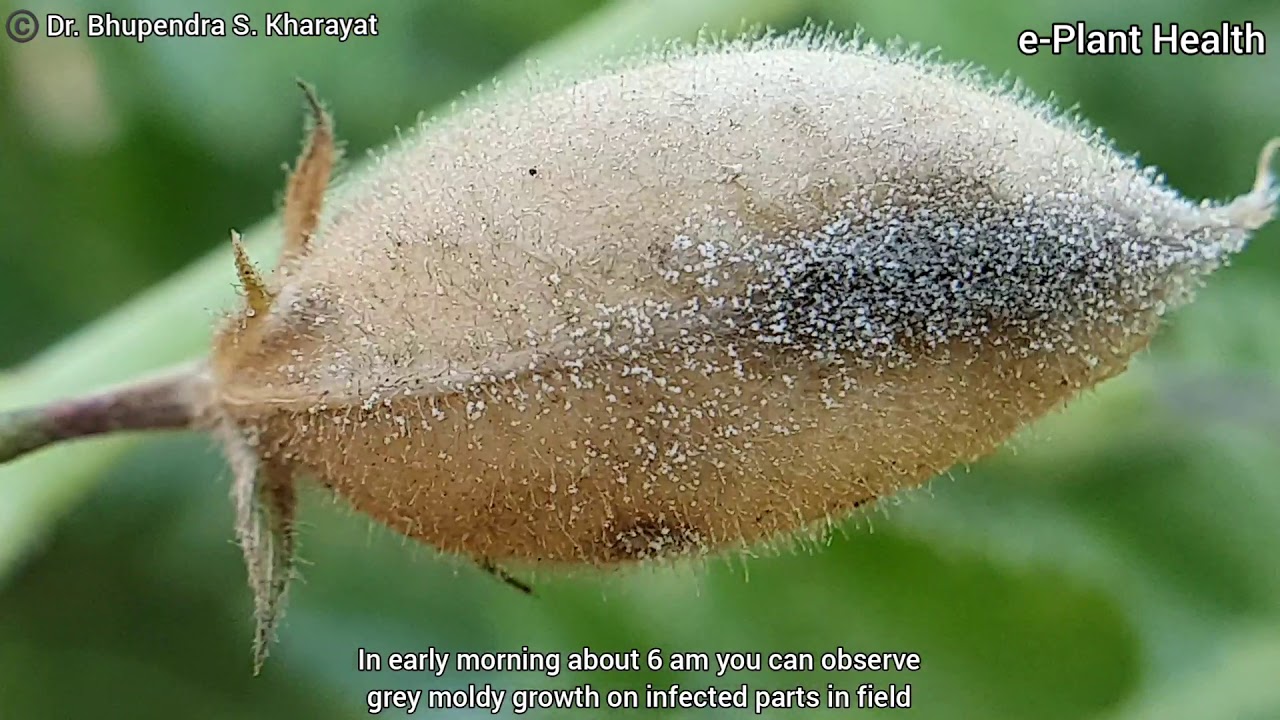 © Dr. Bhupendra S. Kharayat
e-Plant Health
In early morning about 6 am you can observe
grey moldy growth on infected parts in field